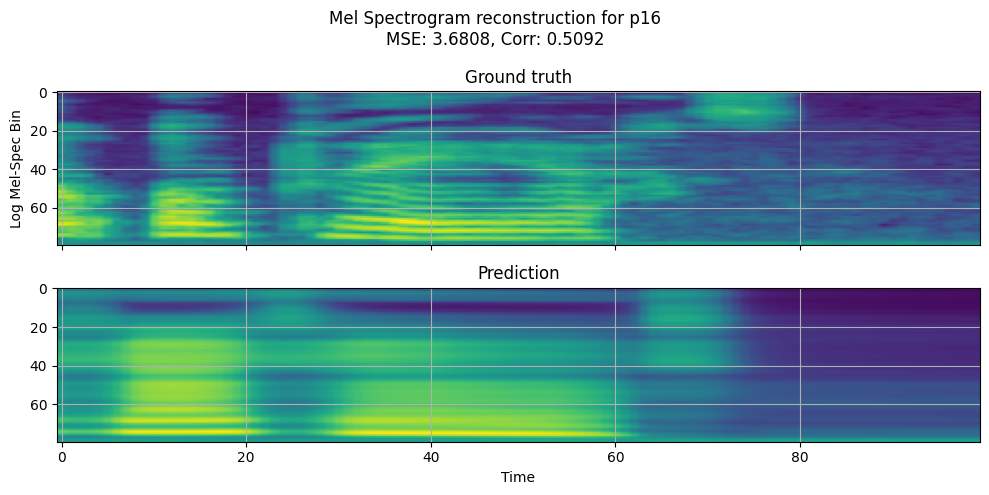 Mel Spectrogram reconstruction for p16
MSE: 3.6808, Corr: 0.5092
Ground truth
0
20
40
60
Log Mel-Spec Bin
Prediction
0
20
40
60
0 20 40 60 80
Time